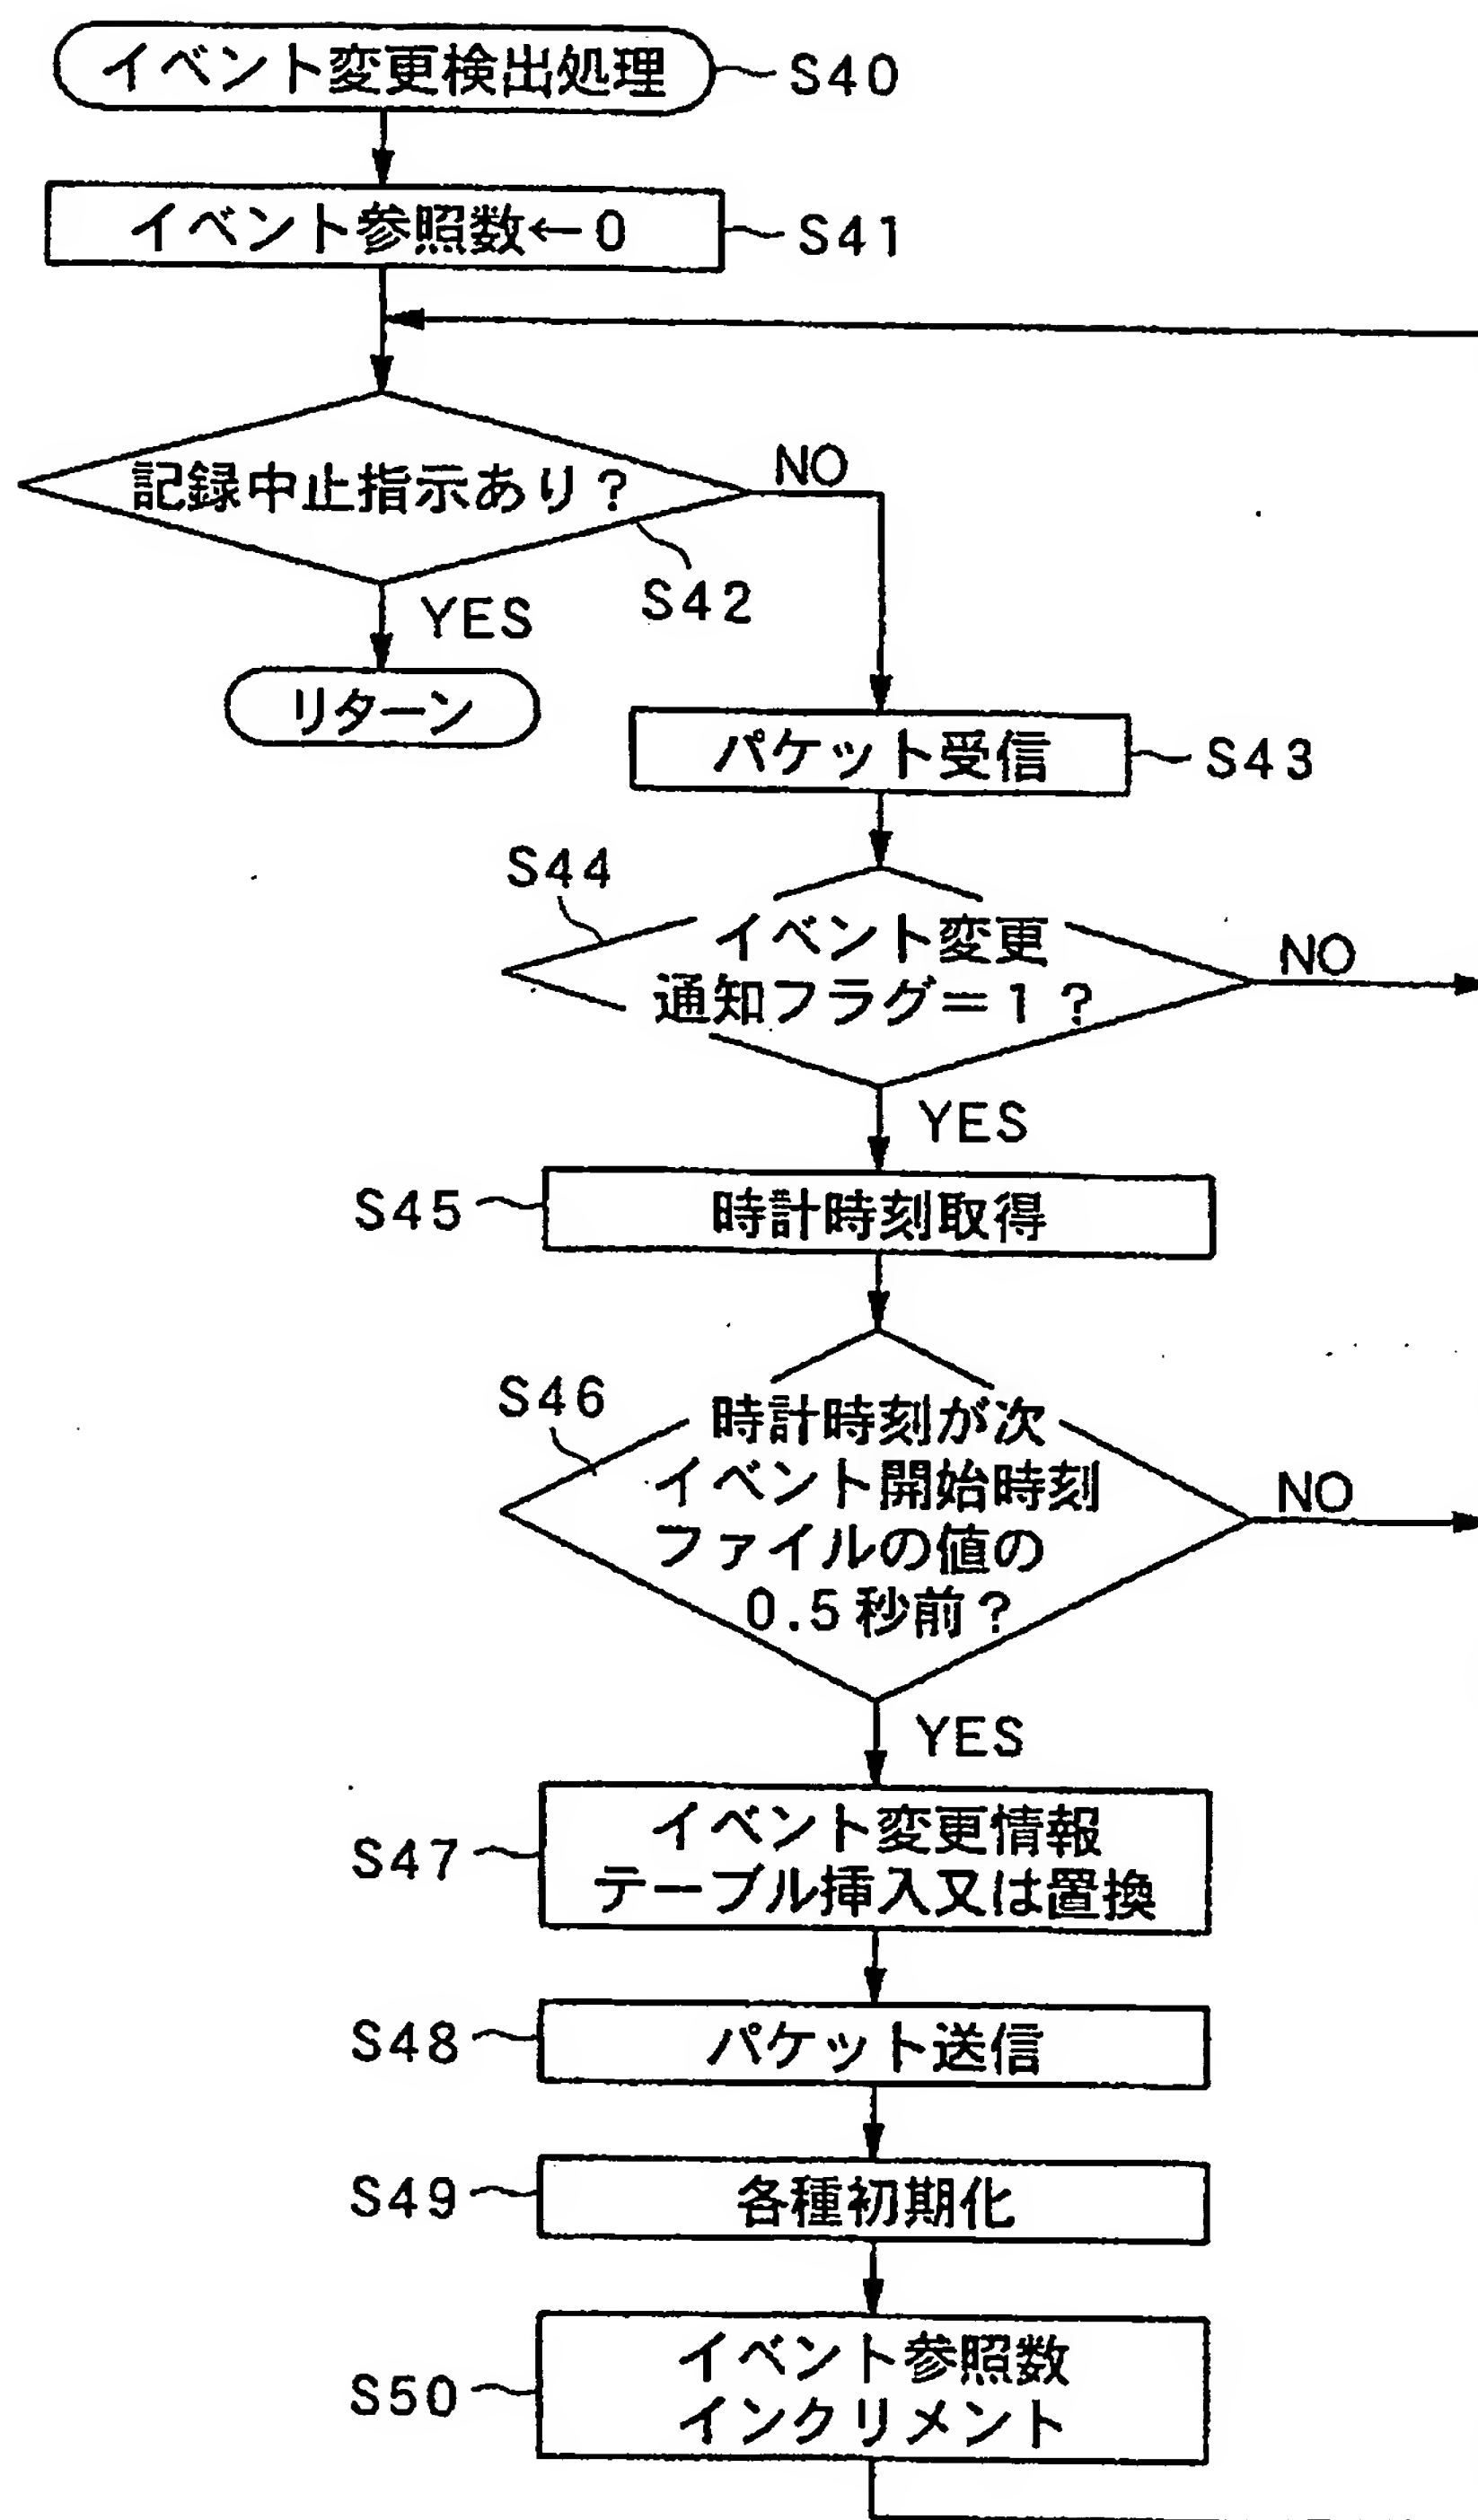 イベント変更検出処理
S40
イベント参照数←0
S41
記録中止指示あり?
NO
S42
YES
リターン
パケット受信
S43
S44
イベント変更
通知フラグ=1?
NO
YES
S45
時計時刻取得
S46
時計時刻が次
イベント開始時刻
ファイルの値の
0.5秒前?
NO
YES
S47
イベント変更情報
テーブル挿入又は置換
S48
パケット送信
S49
各種初期化
S50
イベント参照数
インクリメント